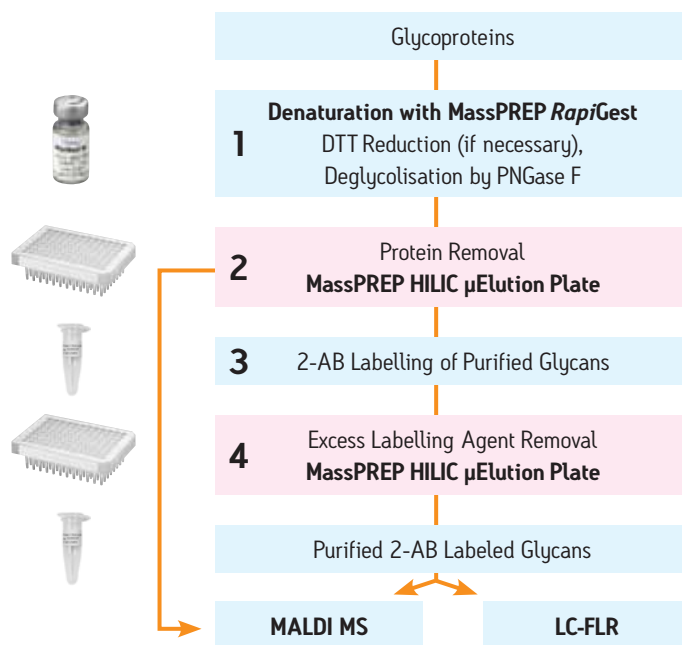 Glycoproteins
1
Denaturation with MassPREP RapiGest
DTT Reduction (if necessary),
Deglycolisation by PNGase F
2
Protein Removal
MassPREP HILIC µElution Plate
3
2-AB Labelling of Purified Glycans
4
Excess Labelling Agent Removal
MassPREP HILIC µElution Plate
Purified 2-AB Labeled Glycans
MALDI MS
LC-FLR